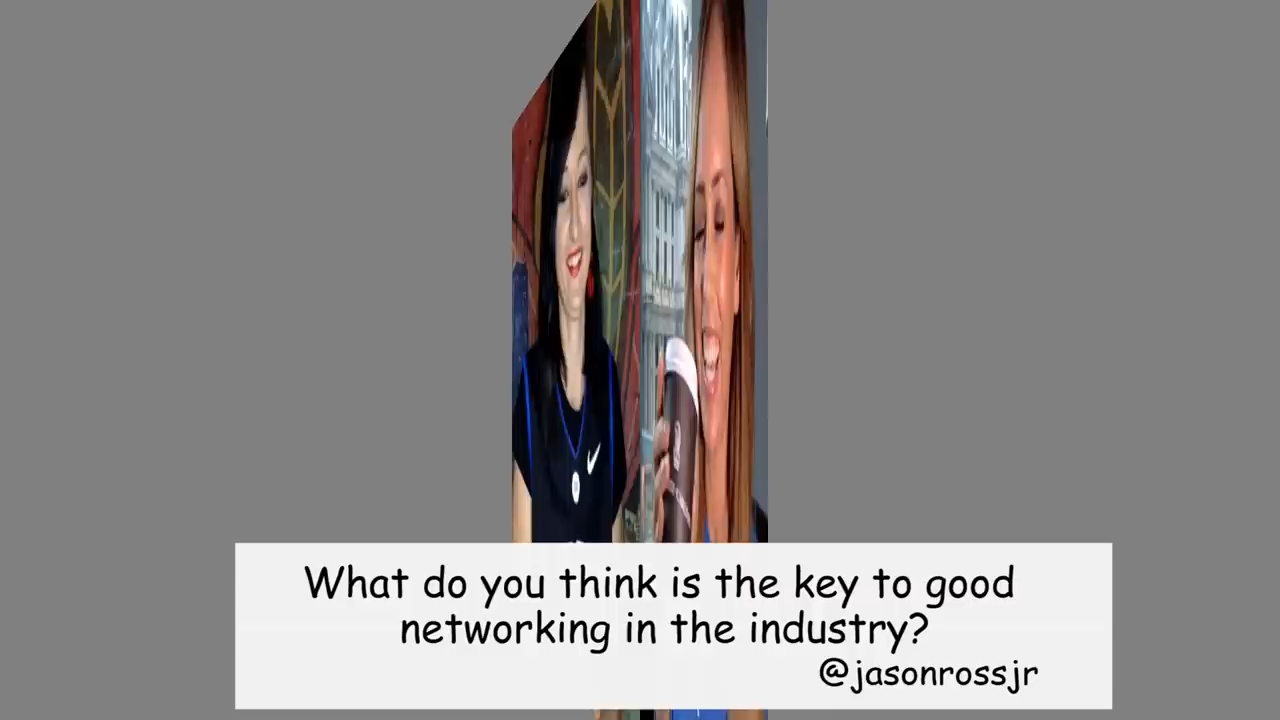 What do you think is the key to good
networking in the industry?
@jasonrossjr